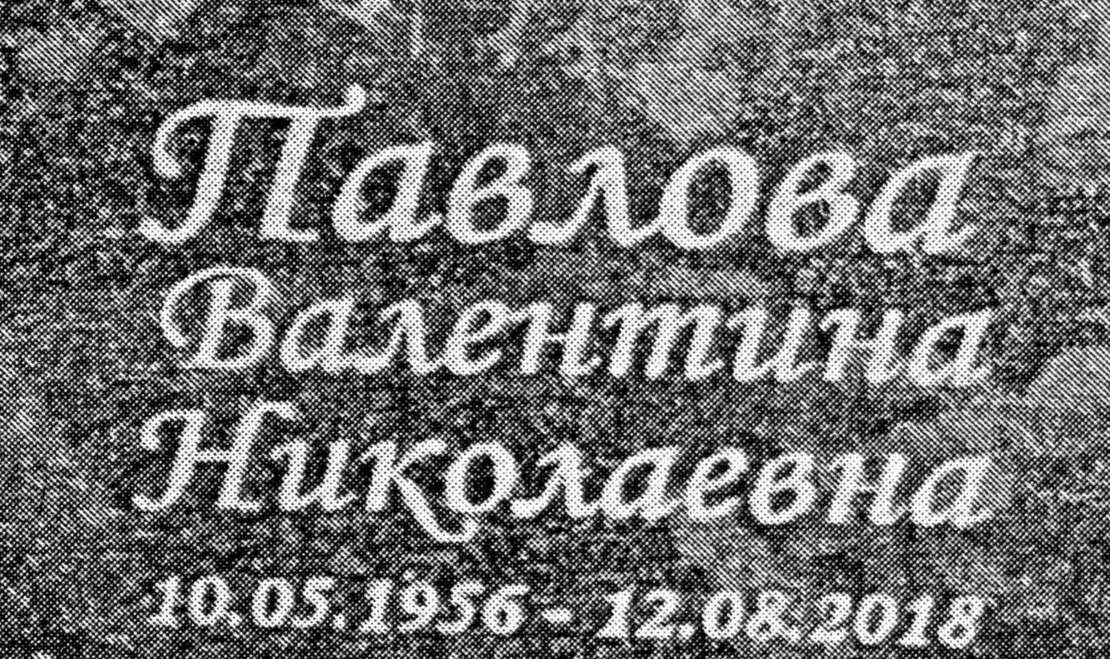 Павлова
Валентина
Николаевна
10.05.1956 - 12.08.2018